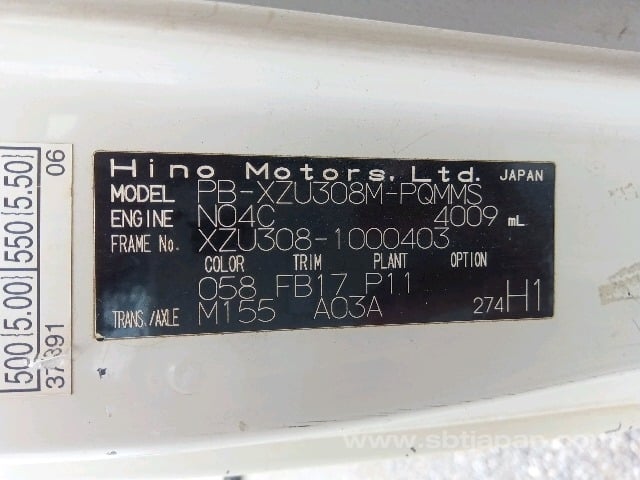 Hino Motors, Ltd. JAPAN
MODEL PB-XZU308M-PQMMS
ENGINE N04C 4009 mL
FRAME No. XZU308-1000403
COLOR TRIM PLANT OPTION
058 FB17 P11
TRANS./AXLE M155 A03A 274 H1
500 5.00 550 5.50
06
www.sbtjapan.com